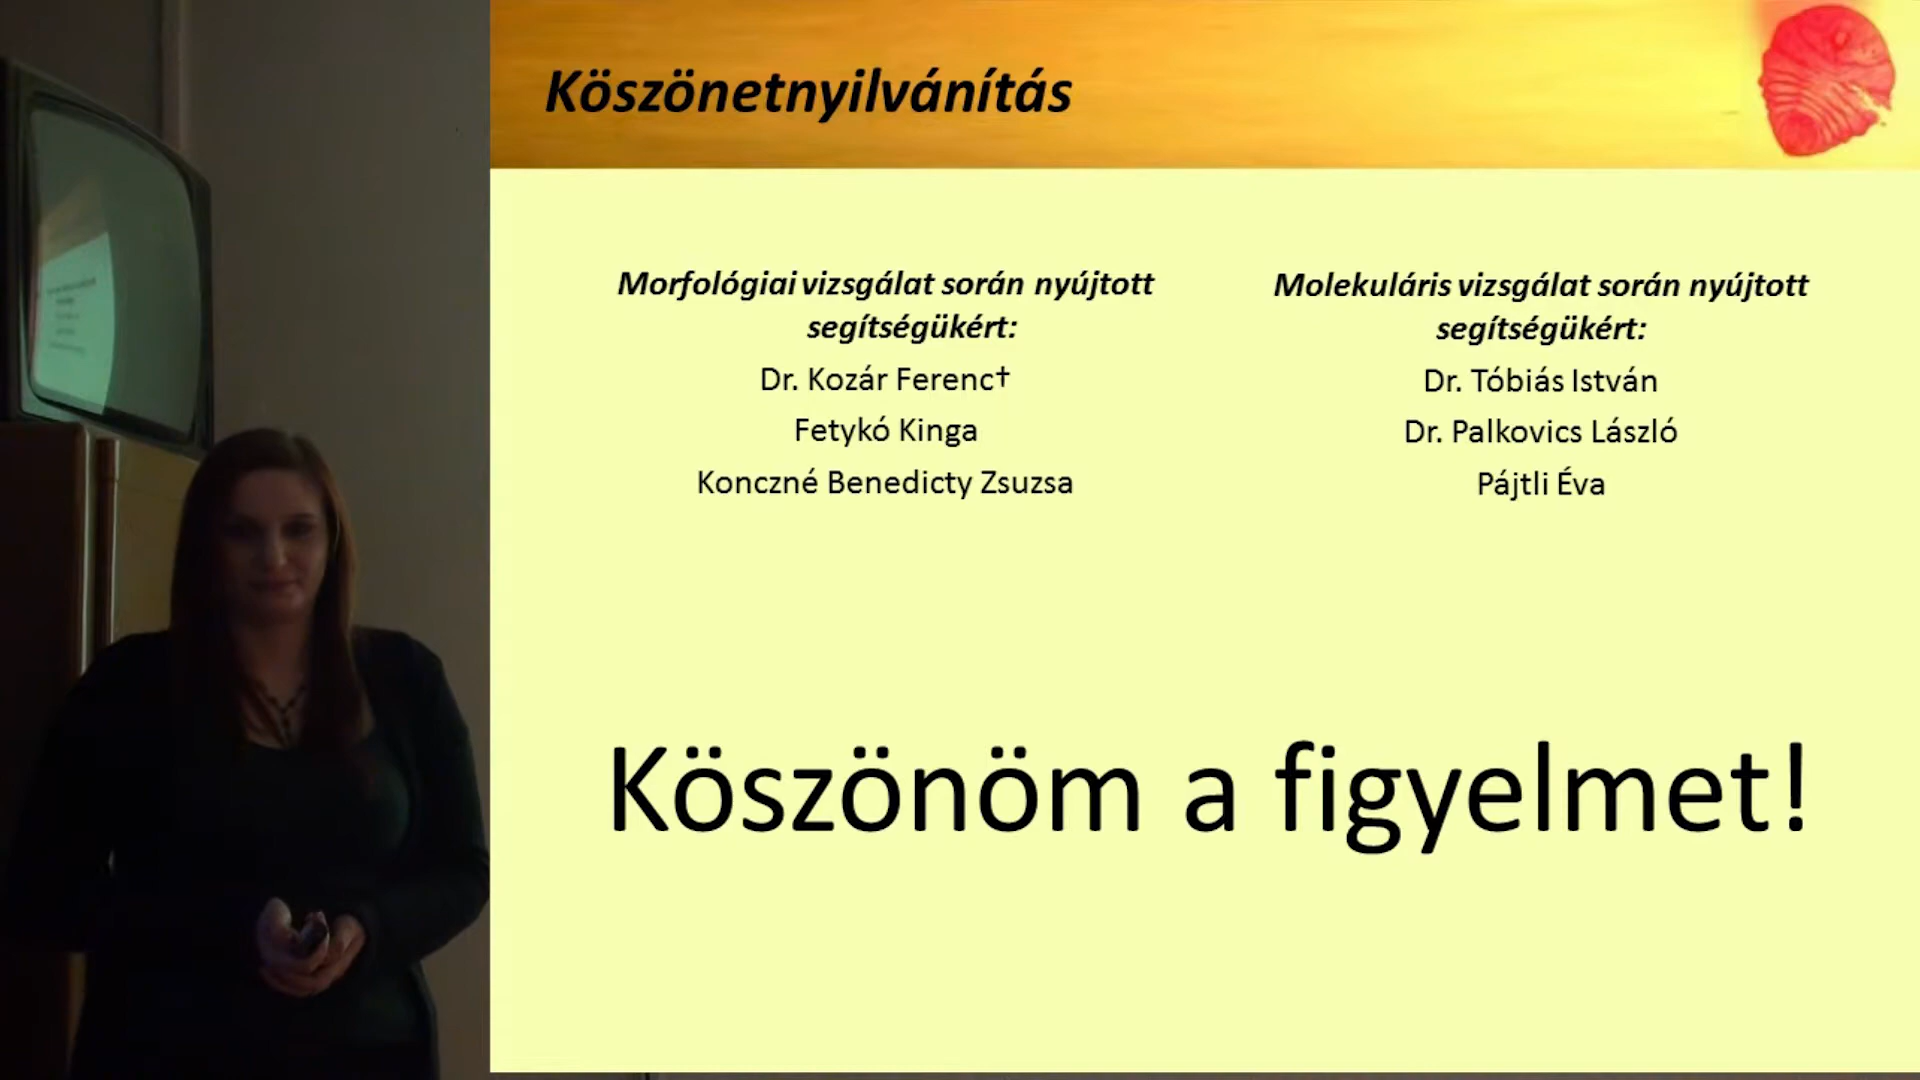 Köszönetnyilvánítás
Morfológiai vizsgálat során nyújtott
segítségükért:
Dr. Kozár Ferenc†
Fetykó Kinga
Konczné Benedicty Zsuzsa
Molekuláris vizsgálat során nyújtott
segítségükért:
Dr. Tóbiás István
Dr. Palkovics László
Pájtli Éva
Köszönöm a figyelmet!